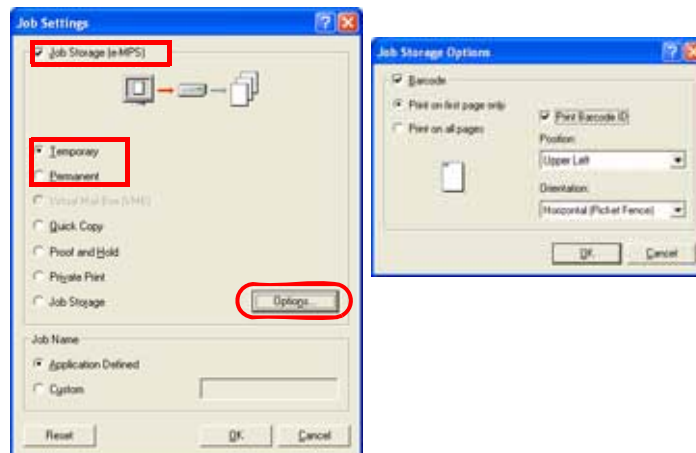 Job Settings
Job Storage (e-MPS)
Temporary
Permanent
Virtual Mail Box (VMB)
Quick Copy
Proof and Hold
Private Print
Job Storage
Options...
Job Name
Application Defined
Custom
Reset
OK
Cancel
Job Storage Options
Barcode
Print on first page only
Print on all pages
Print Barcode ID
Position:
Upper Left
Orientation:
Horizontal (Picket Fence)
OK
Cancel